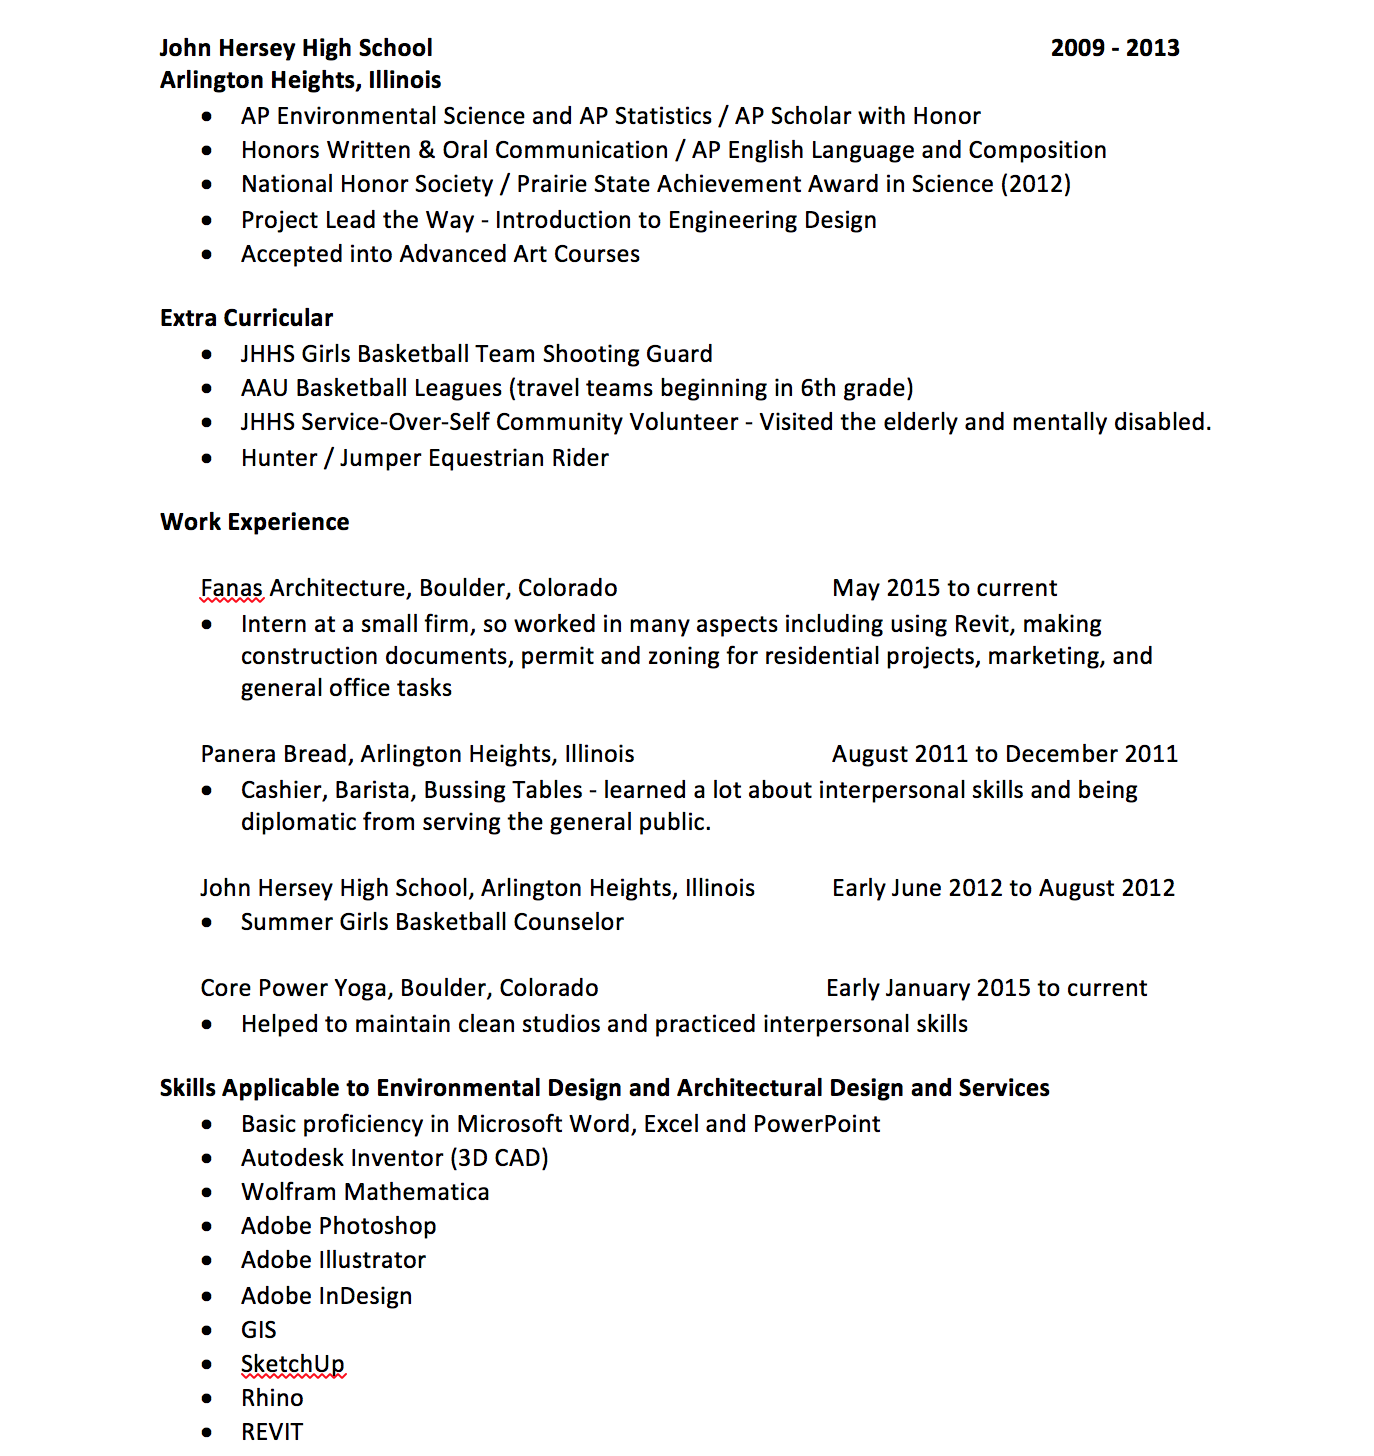 John Hersey High School 2009 - 2013
Arlington Heights, Illinois
• AP Environmental Science and AP Statistics / AP Scholar with Honor
• Honors Written & Oral Communication / AP English Language and Composition
• National Honor Society / Prairie State Achievement Award in Science (2012)
• Project Lead the Way - Introduction to Engineering Design
• Accepted into Advanced Art Courses
Extra Curricular
• JHHS Girls Basketball Team Shooting Guard
• AAU Basketball Leagues (travel teams beginning in 6th grade)
• JHHS Service-Over-Self Community Volunteer - Visited the elderly and mentally disabled.
• Hunter / Jumper Equestrian Rider
Work Experience
Fanas Architecture, Boulder, Colorado May 2015 to current
• Intern at a small firm, so worked in many aspects including using Revit, making
construction documents, permit and zoning for residential projects, marketing, and
general office tasks
Panera Bread, Arlington Heights, Illinois August 2011 to December 2011
• Cashier, Barista, Bussing Tables - learned a lot about interpersonal skills and being
diplomatic from serving the general public.
John Hersey High School, Arlington Heights, Illinois Early June 2012 to August 2012
• Summer Girls Basketball Counselor
Core Power Yoga, Boulder, Colorado Early January 2015 to current
• Helped to maintain clean studios and practiced interpersonal skills
Skills Applicable to Environmental Design and Architectural Design and Services
• Basic proficiency in Microsoft Word, Excel and PowerPoint
• Autodesk Inventor (3D CAD)
• Wolfram Mathematica
• Adobe Photoshop
• Adobe Illustrator
• Adobe InDesign
• GIS
• SketchUp
• Rhino
• REVIT